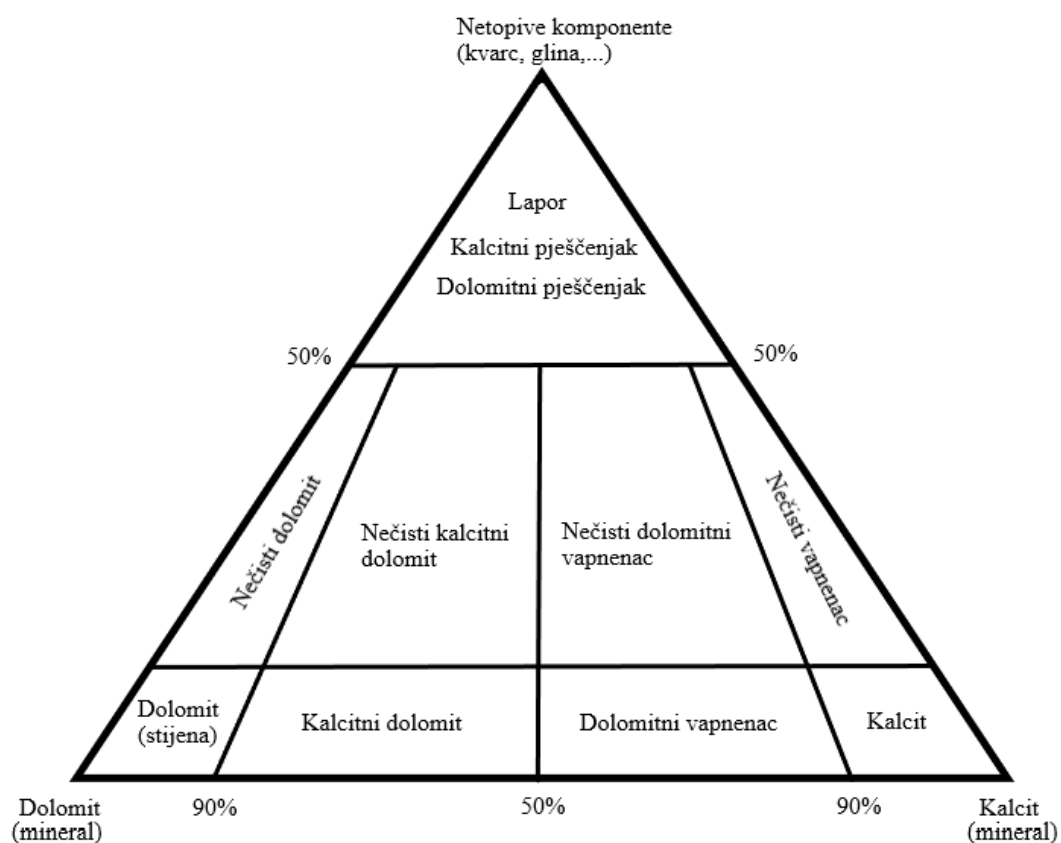 Netopive komponente
(kvarc, glina,...)
Lapor
Kalcitni pješčenjak
Dolomitni pješčenjak
50%
50%
Nečisti dolomit
Nečisti kalcitni
dolomit
Nečisti dolomitni
vapnenac
Nečisti vapnenac
Dolomit
(stijena)
Kalcitni dolomit
Dolomitni vapnenac
Kalcit
Dolomit
(mineral)
90%
50%
90%
Kalcit
(mineral)